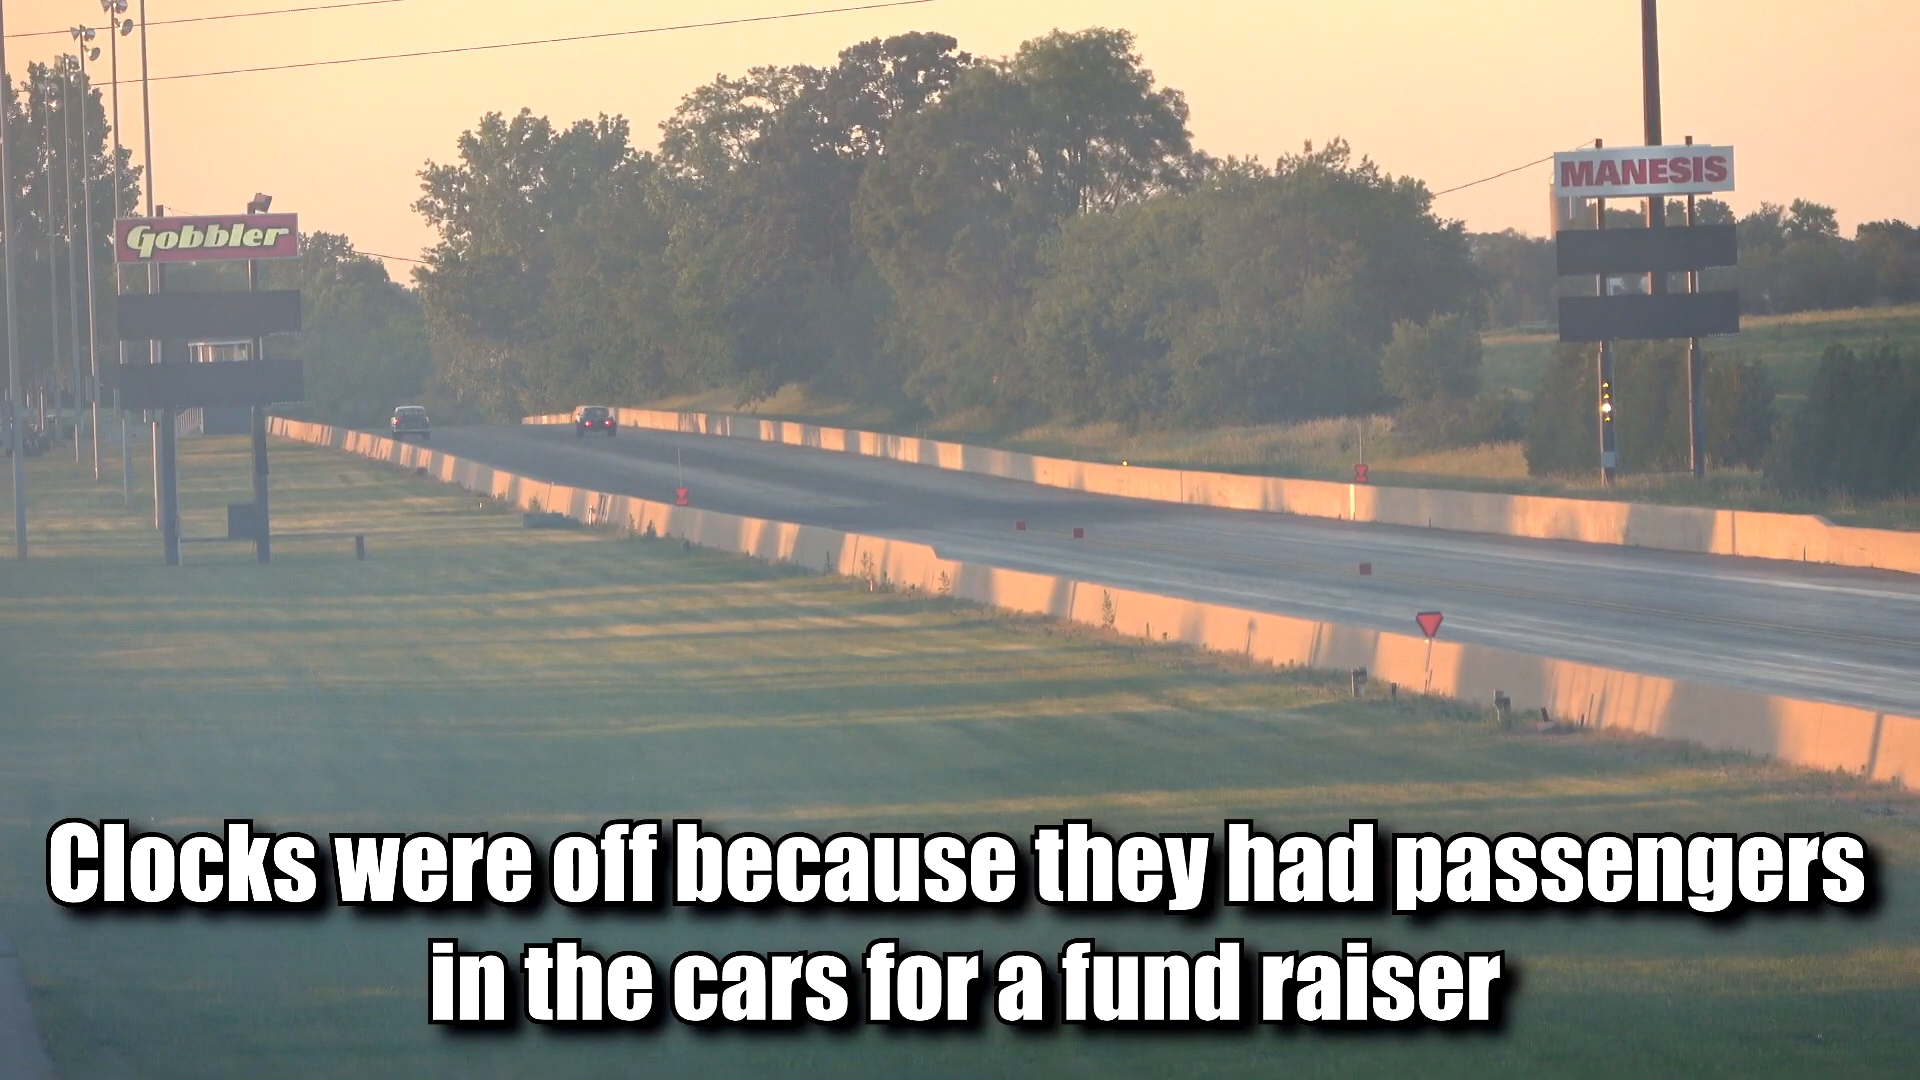 Gobbler
MANESIS
Clocks were off because they had passengers
in the cars for a fund raiser